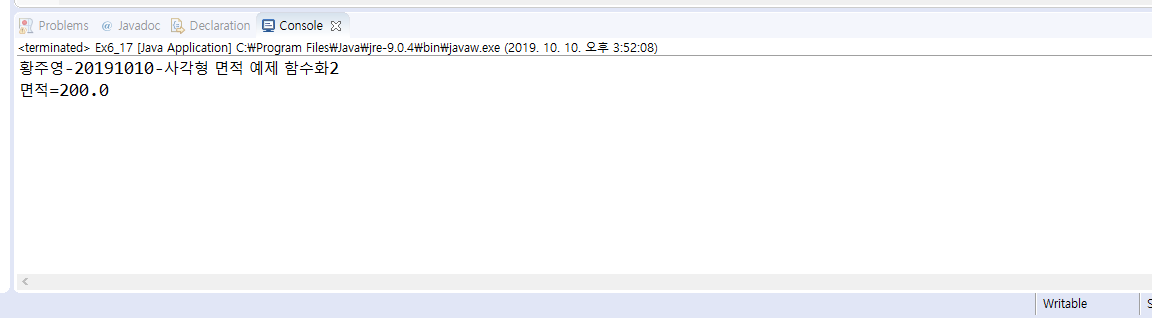 Problems @ Javadoc Declaration Console
<terminated> Ex6_17 [Java Application] C:₩Program Files₩Java₩jre-9.0.4₩bin₩javaw.exe (2019. 10. 10. 오후 3:52:08)
황주영-20191010-사각형 면적 예제 함수화2
면적=200.0
Writable